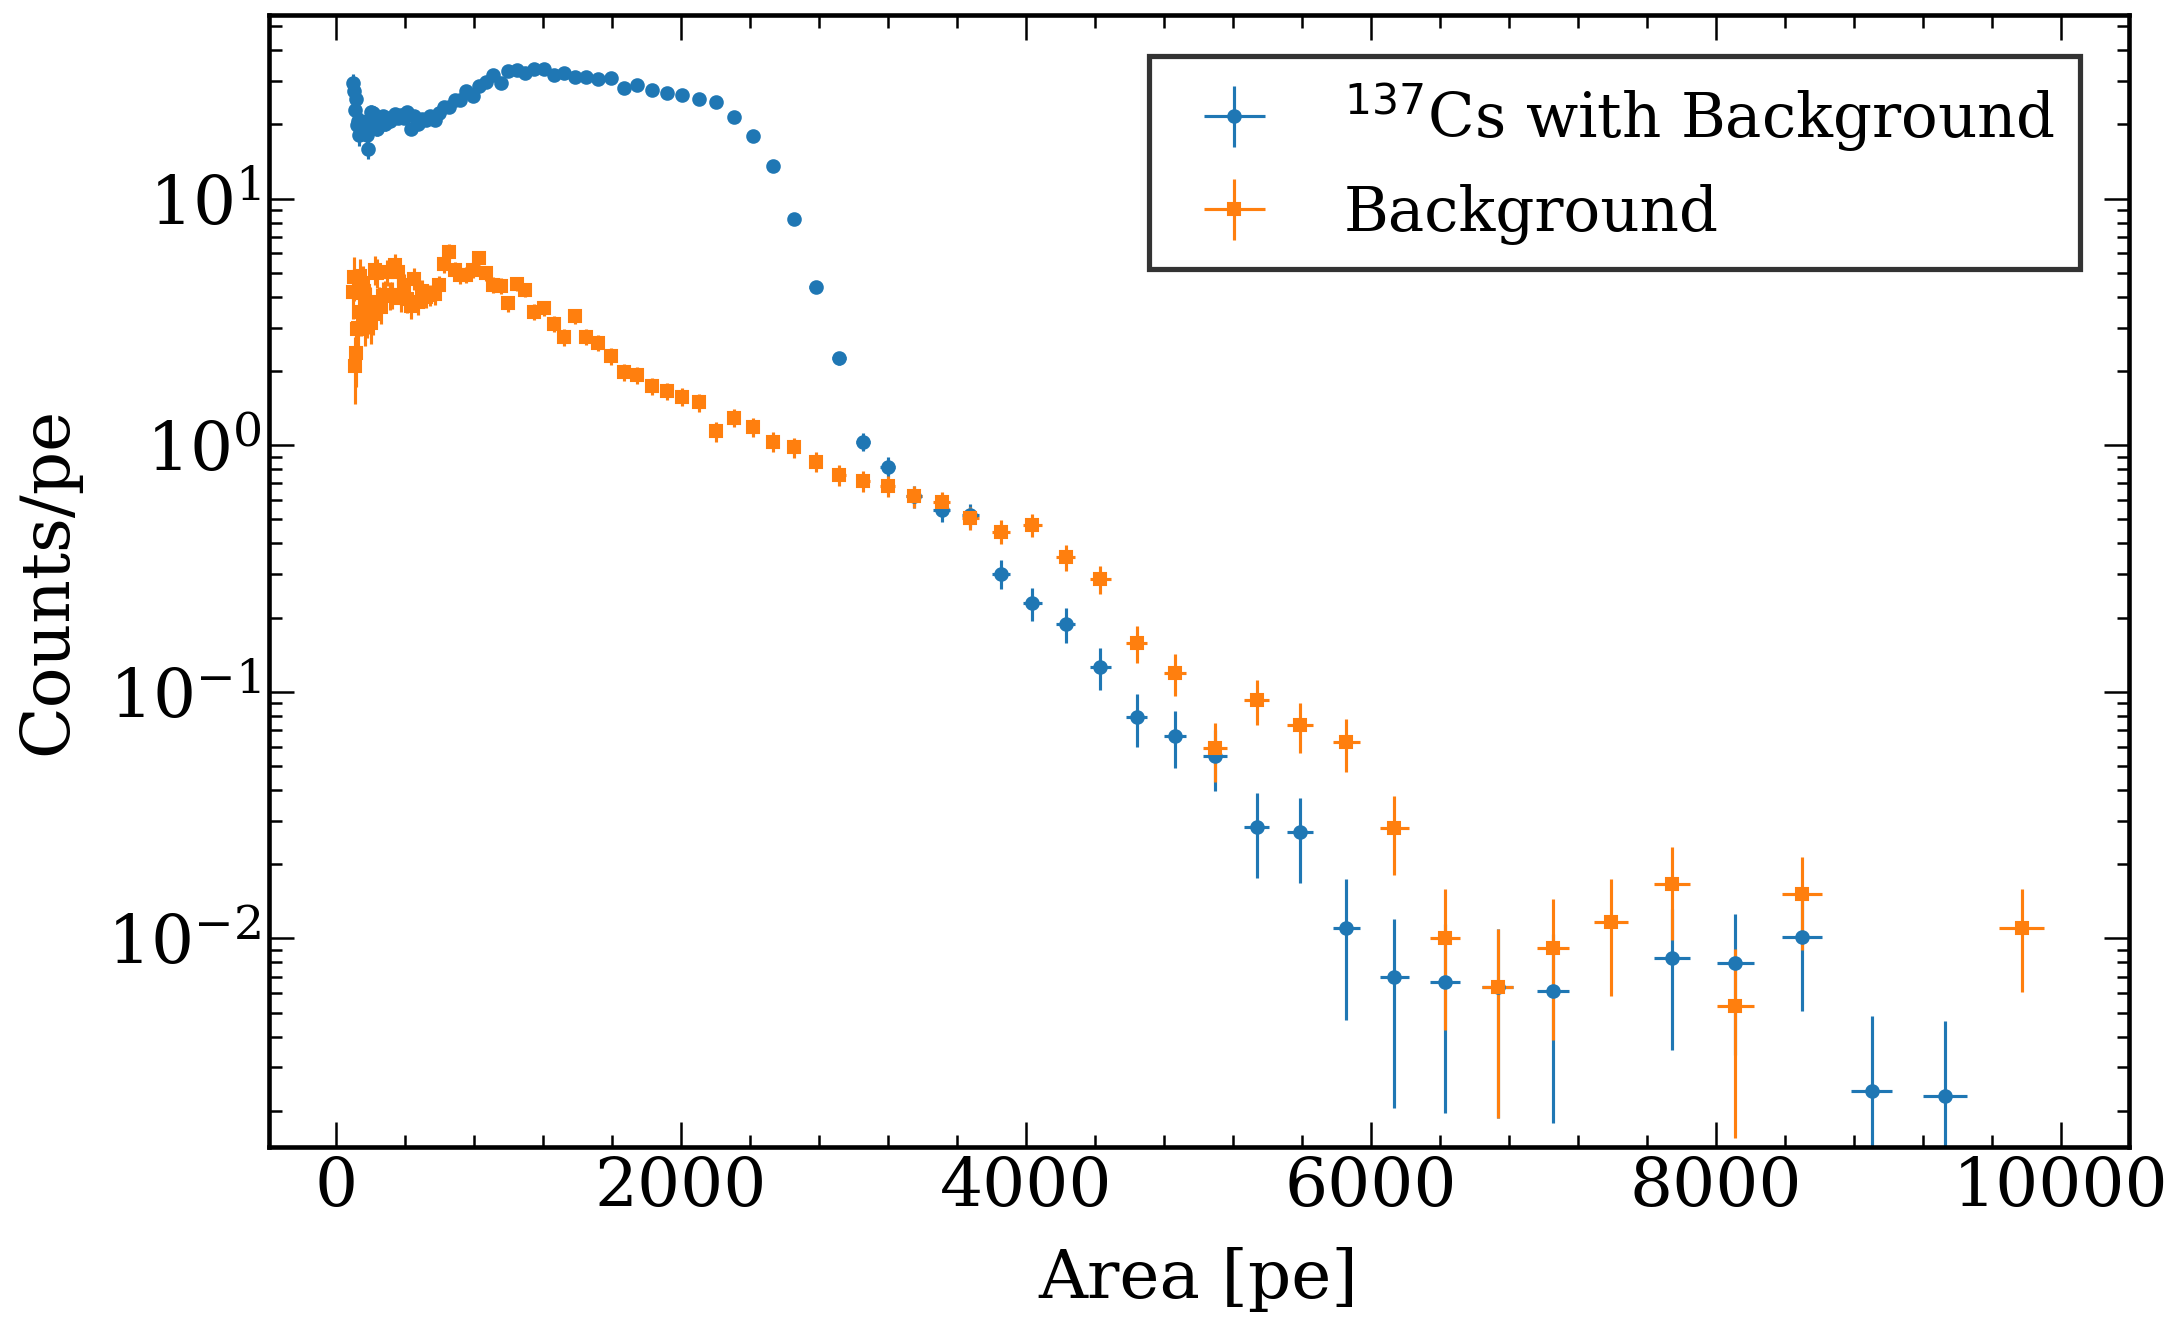 ¹³⁷Cs with Background
Background
Counts/pe
10¹
10⁰
10⁻¹
10⁻²
0 2000 4000 6000 8000 10000
Area [pe]